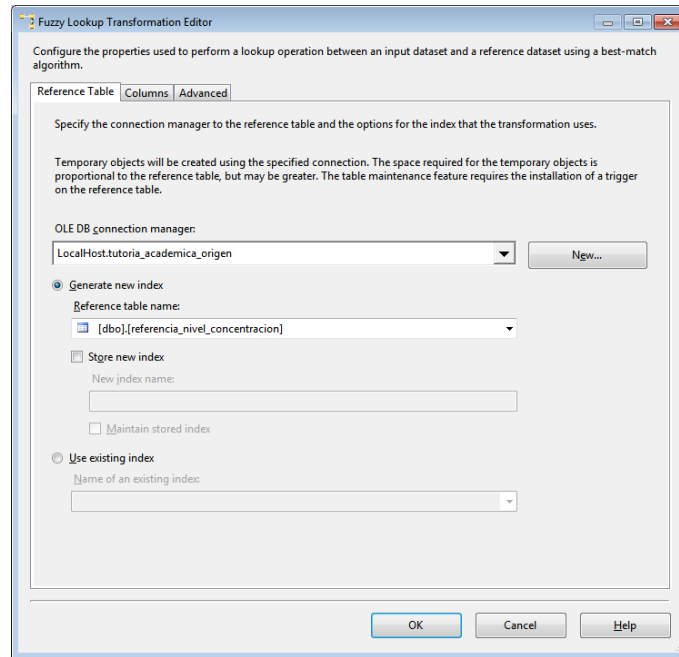 Fuzzy Lookup Transformation Editor
Configure the properties used to perform a lookup operation between an input dataset and a reference dataset using a best-match
algorithm.
Reference Table Columns Advanced
Specify the connection manager to the reference table and the options for the index that the transformation uses.
Temporary objects will be created using the specified connection. The space required for the temporary objects is
proportional to the reference table, but may be greater. The table maintenance feature requires the installation of a trigger
on the reference table.
OLE DB connection manager:
LocalHost.tutoria_academica_origen New...
Generate new index
Reference table name:
[dbo].[referencia_nivel_concentracion]
Store new index
New index name:
Maintain stored index
Use existing index
Name of an existing index:
OK Cancel Help